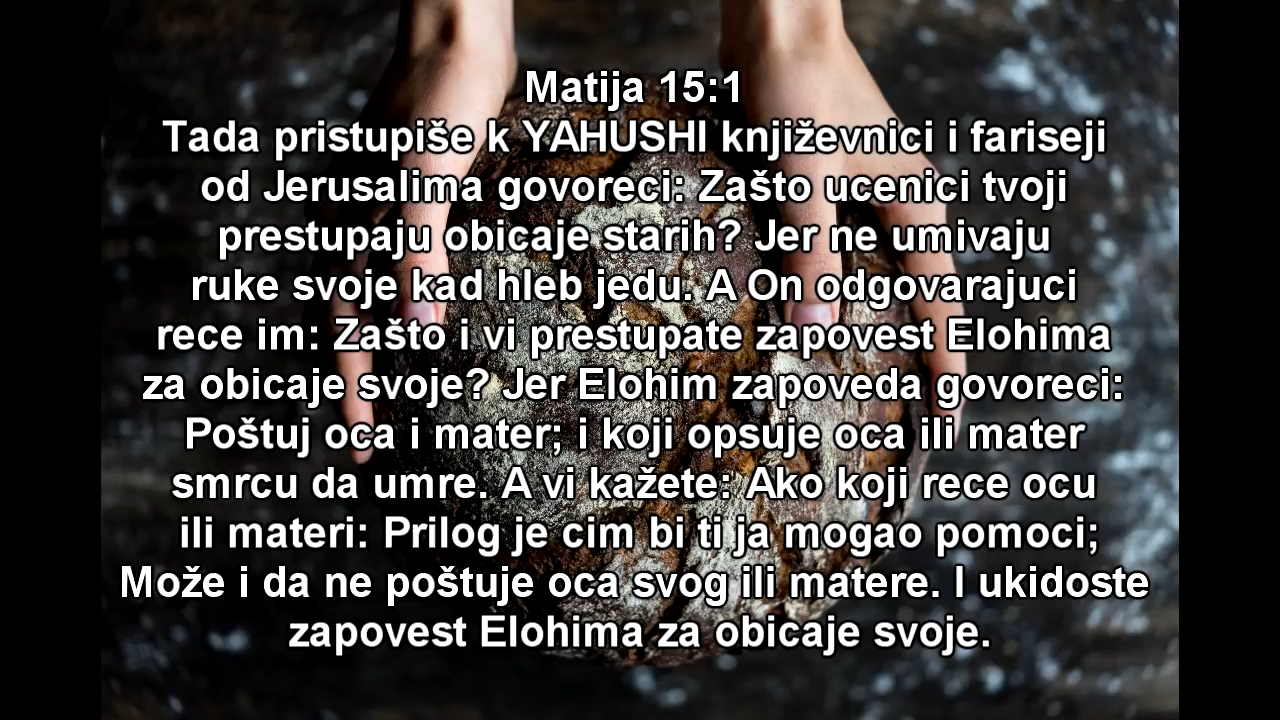 Matija 15:1
Tada pristupiše k YAHUSHI književnici i fariseji
od Jerusalima govoreci: Zašto ucenici tvoji
prestupaju obicaje starih? Jer ne umivaju
ruke svoje kad hleb jedu. A On odgovarajuci
rece im: Zašto i vi prestupate zapovest Elohima
za obicaje svoje? Jer Elohim zapoveda govoreci:
Poštuj oca i mater; i koji opsuje oca ili mater
smrcu da umre. A vi kažete: Ako koji rece ocu
ili materi: Prilog je cim bi ti ja mogao pomoci;
Može i da ne poštuje oca svog ili matere. I ukidoste
zapovest Elohima za obicaje svoje.